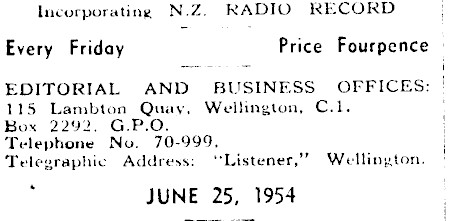 Incorporating N.Z. RADIO RECORD
Every Friday Price Fourpence
EDITORIAL AND BUSINESS OFFICES:
115 Lambton Quay, Wellington, C.1.
Box 2292, G.P.O.
Telephone No. 70-999.
Telegraphic Address: "Listener," Wellington.
JUNE 25, 1954